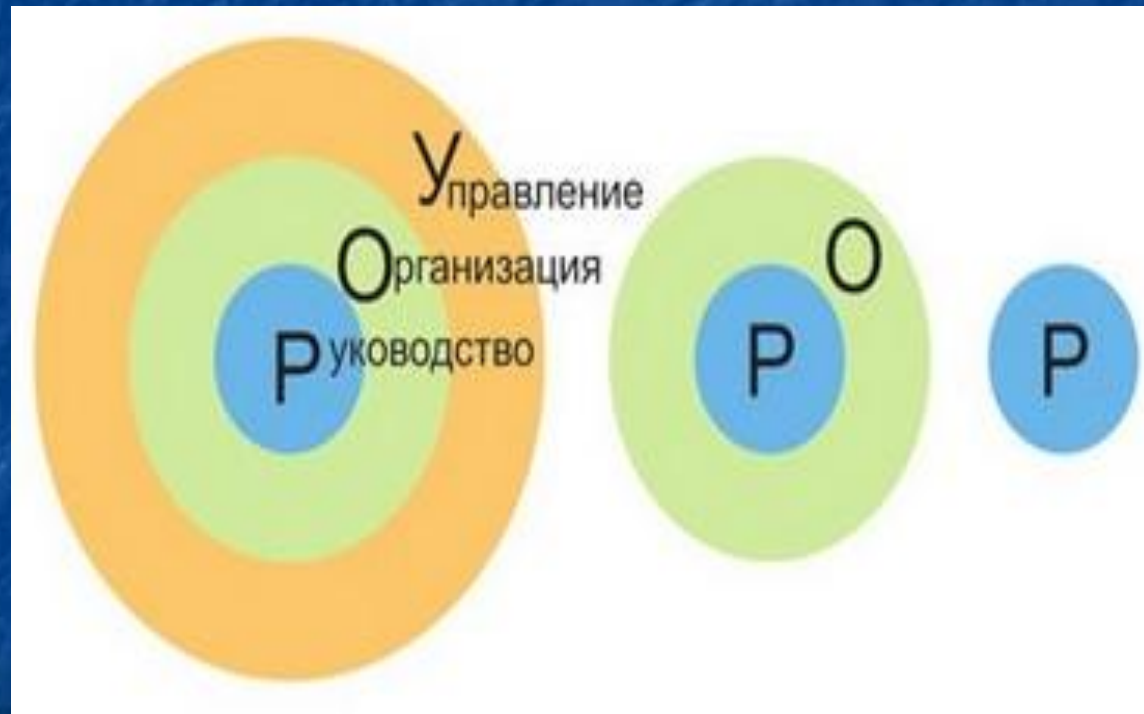 Управление
Организация
Руководство
О
Р
Р